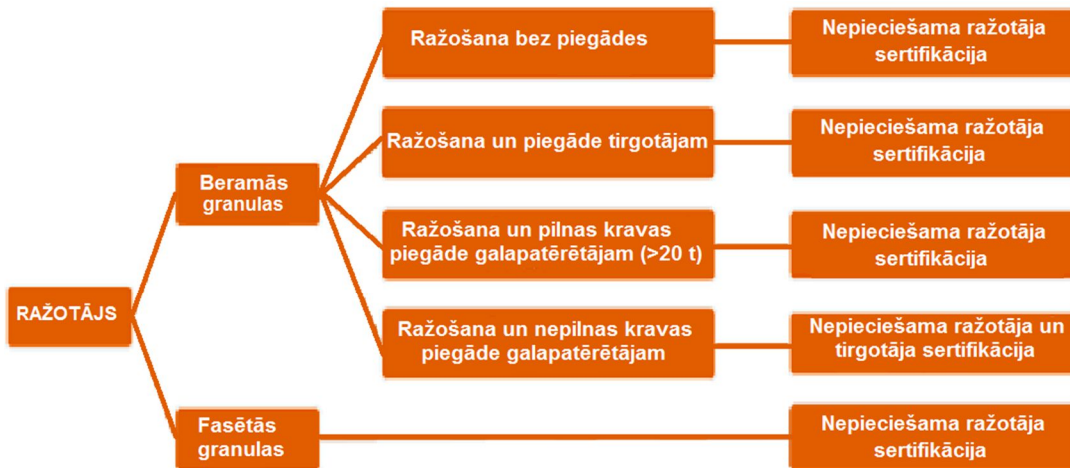 Ražošana bez piegādes
Nepieciešama ražotāja
sertifikācija
Ražošana un piegāde tirgotājam
Nepieciešama ražotāja
sertifikācija
Beramās
granulas
Ražošana un pilnas kravas
piegāde galapatērētājam (>20 t)
Nepieciešama ražotāja
sertifikācija
RAŽOTĀJS
Ražošana un nepilnas kravas
piegāde galapatērētājam
Nepieciešama ražotāja un
tirgotāja sertifikācija
Fasētās
granulas
Nepieciešama ražotāja
sertifikācija